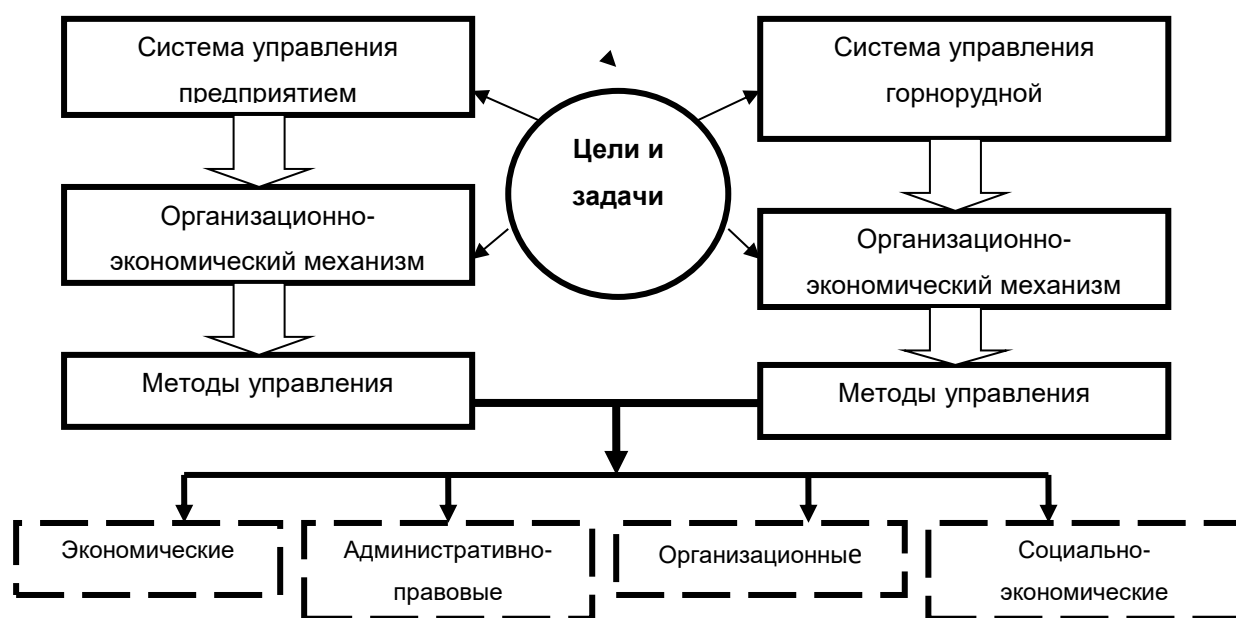 Система управления
предприятием
Система управления
горнорудной
Цели и
задачи
Организационно-
экономический механизм
Организационно-
экономический механизм
Методы управления
Методы управления
Экономические
Административно-
правовые
Организационные
Социально-
экономические